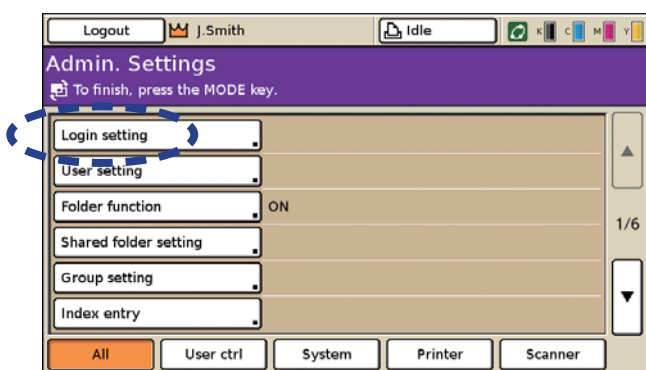 Logout J.Smith Idle K C M Y
Admin. Settings
To finish, press the MODE key.
Login setting
User setting
Folder function ON
Shared folder setting
1/6
Group setting
Index entry
All User ctrl System Printer Scanner